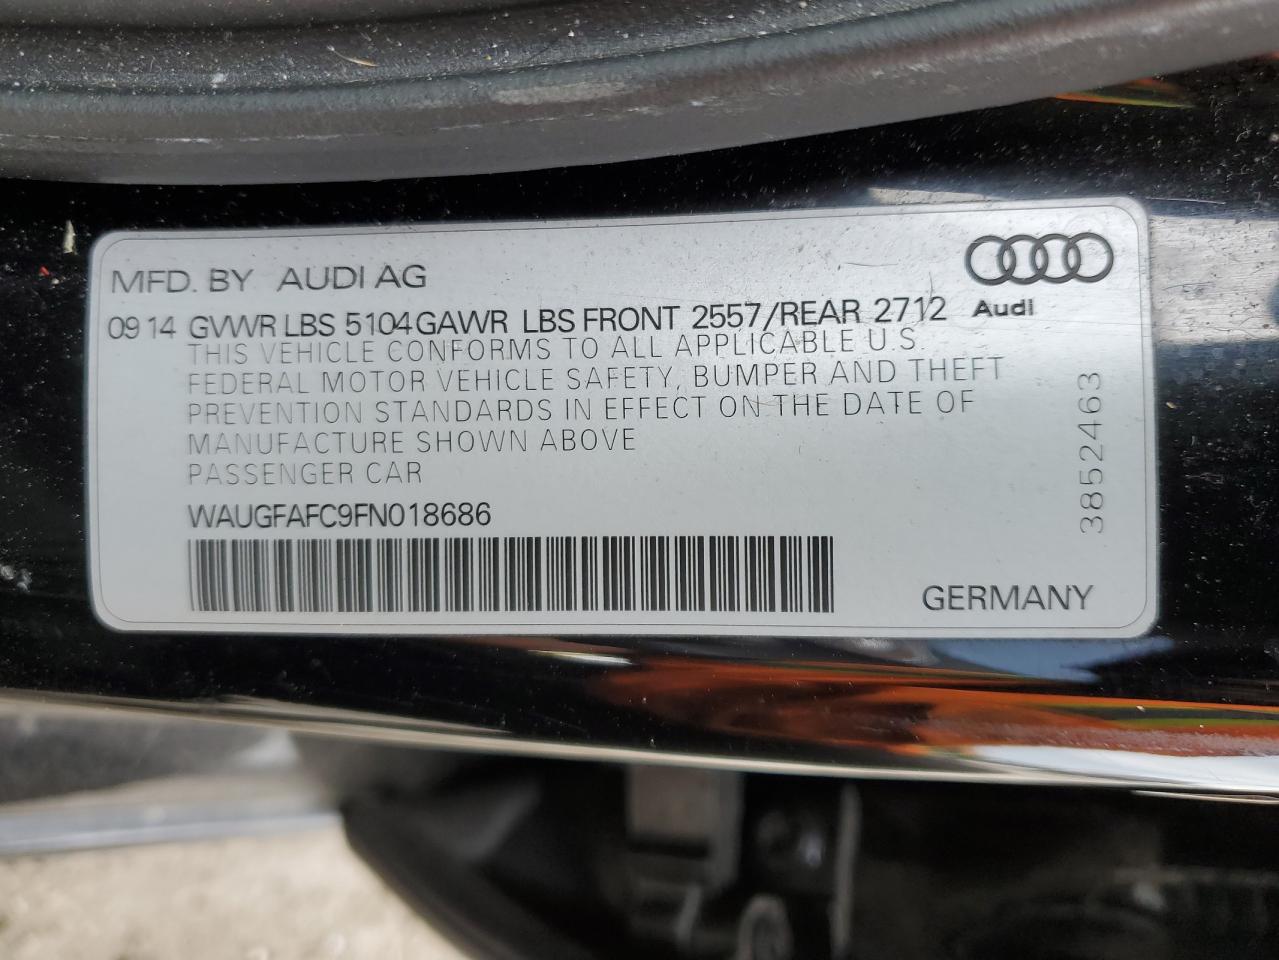 MFD. BY AUDI AG
09 14 GVWR LBS 5104 GAWR LBS FRONT 2557/REAR 2712
Audi
THIS VEHICLE CONFORMS TO ALL APPLICABLE U.S.
FEDERAL MOTOR VEHICLE SAFETY, BUMPER AND THEFT
PREVENTION STANDARDS IN EFFECT ON THE DATE OF
MANUFACTURE SHOWN ABOVE
PASSENGER CAR
WAUGFAFC9FN018686
GERMANY
38524463